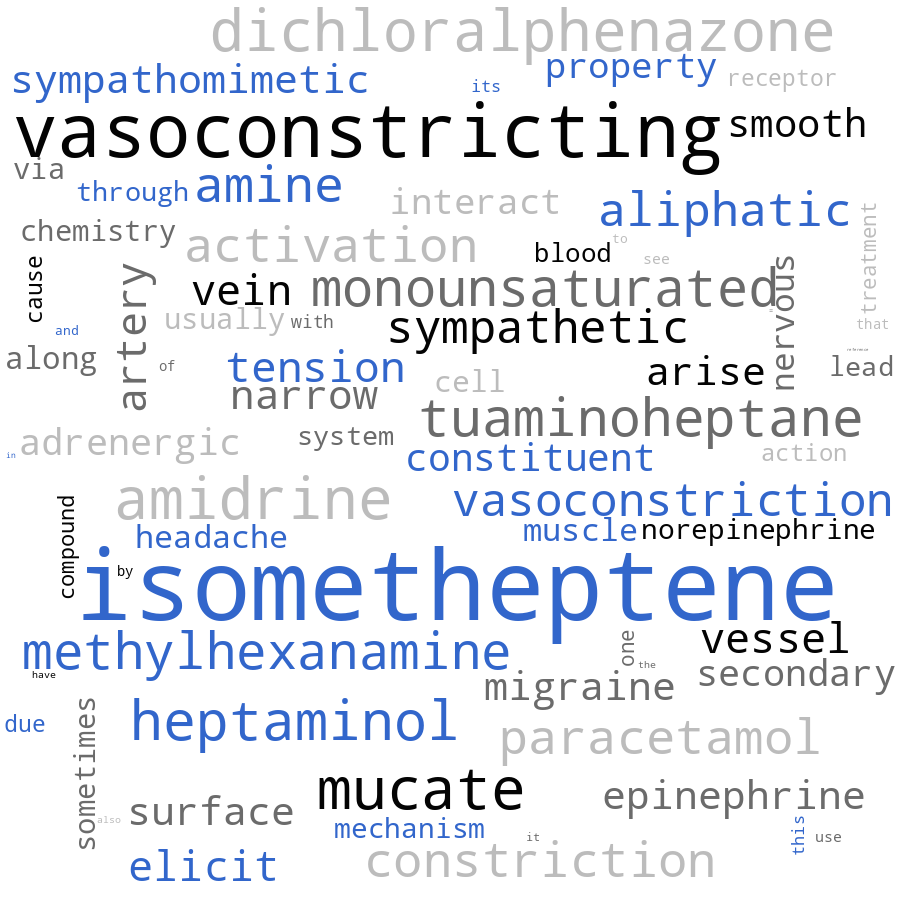 dichloralphenazone
sympathomimetic
its
property
receptor
vasoconstricting
smooth
via
through
amine
interact
aliphatic
treatment
chemistry
activation
to
blood
see
cause
artery
vein
monounsaturated
nervous
and
usually
with
sympathetic
that
reference
along
of
tension
narrow
cell
arise
lead
tuaminoheptane
adrenergic
system
in
constituent
action
amidrine
vasoconstriction
compound
headache
muscle
norepinephrine
by
isometheptene
methylhexanamine
have
one
the
vessel
migraine
secondary
due
sometimes
heptaminol
paracetamol
mucate
epinephrine
also
surface
mechanism
it
this
use
elicit
constriction